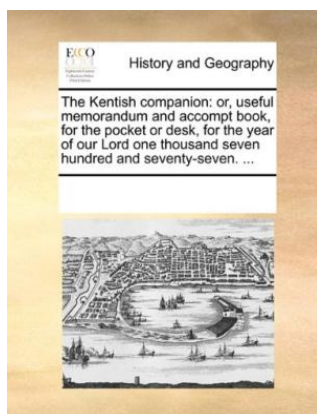 ECCO
History and Geography
The Kentish companion: or, useful
memorandum and accompt book,
for the pocket or desk, for the year
of our Lord one thousand seven
hundred and seventy-seven. ...